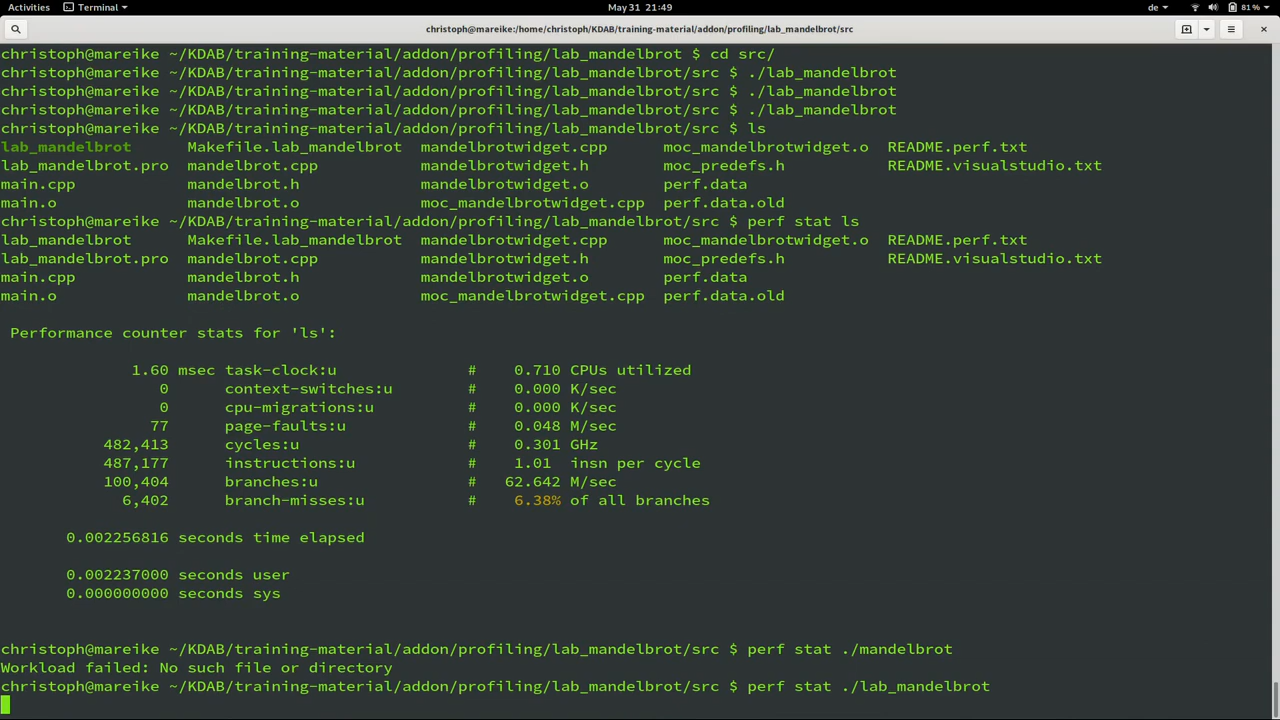 Activities Terminal May 31 21:49 de 81%
christoph@mareike:/home/christoph/KDAB/training-material/addon/profiling/lab_mandelbrot/src
christoph@mareike ~/KDAB/training-material/addon/profiling/lab_mandelbrot $ cd src/
christoph@mareike ~/KDAB/training-material/addon/profiling/lab_mandelbrot/src $ ./lab_mandelbrot
christoph@mareike ~/KDAB/training-material/addon/profiling/lab_mandelbrot/src $ ./lab_mandelbrot
christoph@mareike ~/KDAB/training-material/addon/profiling/lab_mandelbrot/src $ ./lab_mandelbrot
christoph@mareike ~/KDAB/training-material/addon/profiling/lab_mandelbrot/src $ ls
lab_mandelbrot Makefile.lab_mandelbrot mandelbrotwidget.cpp moc_mandelbrotwidget.o README.perf.txt
lab_mandelbrot.pro mandelbrot.cpp mandelbrotwidget.h moc_predefs.h README.visualstudio.txt
main.cpp mandelbrot.h mandelbrotwidget.o perf.data
main.o mandelbrot.o moc_mandelbrotwidget.cpp perf.data.old
christoph@mareike ~/KDAB/training-material/addon/profiling/lab_mandelbrot/src $ perf stat ls
lab_mandelbrot Makefile.lab_mandelbrot mandelbrotwidget.cpp moc_mandelbrotwidget.o README.perf.txt
lab_mandelbrot.pro mandelbrot.cpp mandelbrotwidget.h moc_predefs.h README.visualstudio.txt
main.cpp mandelbrot.h mandelbrotwidget.o perf.data
main.o mandelbrot.o moc_mandelbrotwidget.cpp perf.data.old
Performance counter stats for 'ls':
1.60 msec task-clock:u # 0.710 CPUs utilized
0 context-switches:u # 0.000 K/sec
0 cpu-migrations:u # 0.000 K/sec
77 page-faults:u # 0.048 M/sec
482,413 cycles:u # 0.301 GHz
487,177 instructions:u # 1.01 insn per cycle
100,404 branches:u # 62.642 M/sec
6,402 branch-misses:u # 6.38% of all branches
0.002256816 seconds time elapsed
0.002237000 seconds user
0.000000000 seconds sys
christoph@mareike ~/KDAB/training-material/addon/profiling/lab_mandelbrot/src $ perf stat ./mandelbrot
Workload failed: No such file or directory
christoph@mareike ~/KDAB/training-material/addon/profiling/lab_mandelbrot/src $ perf stat ./lab_mandelbrot